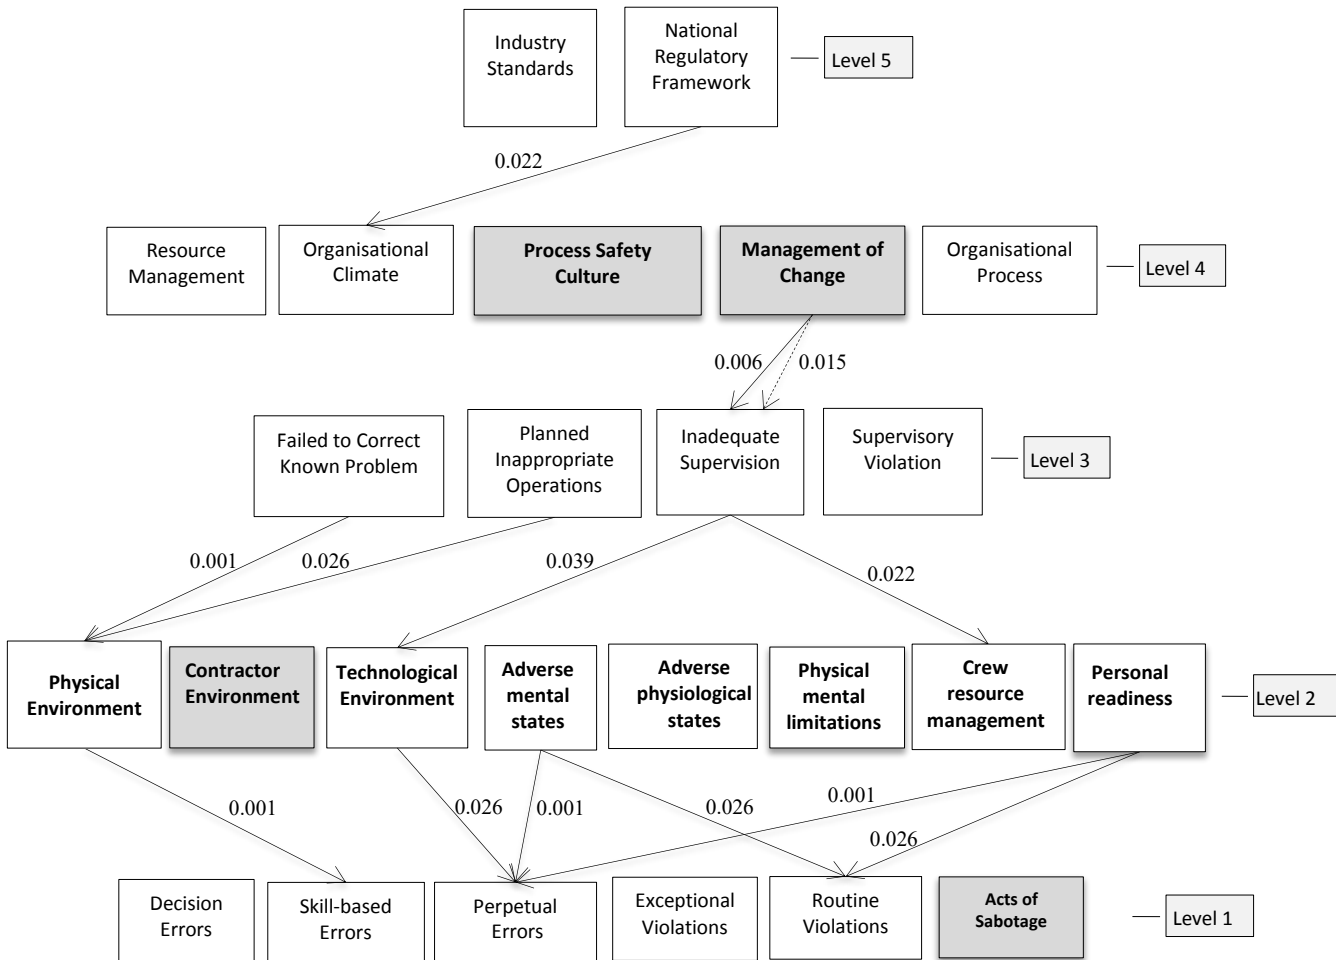 Industry
Standards
National
Regulatory
Framework
Level 5
0.022
Resource
Management
Organisational
Climate
Process Safety
Culture
Management of
Change
Organisational
Process
Level 4
0.006
0.015
Failed to Correct
Known Problem
Planned
Inappropriate
Operations
Inadequate
Supervision
Supervisory
Violation
Level 3
0.001
0.026
0.039
0.022
Physical
Environment
Contractor
Environment
Technological
Environment
Adverse
mental
states
Adverse
physiological
states
Physical
mental
limitations
Crew
resource
management
Personal
readiness
Level 2
0.001
0.026
0.001
0.026
0.001
0.026
Decision
Errors
Skill-based
Errors
Perpetual
Errors
Exceptional
Violations
Routine
Violations
Acts of
Sabotage
Level 1